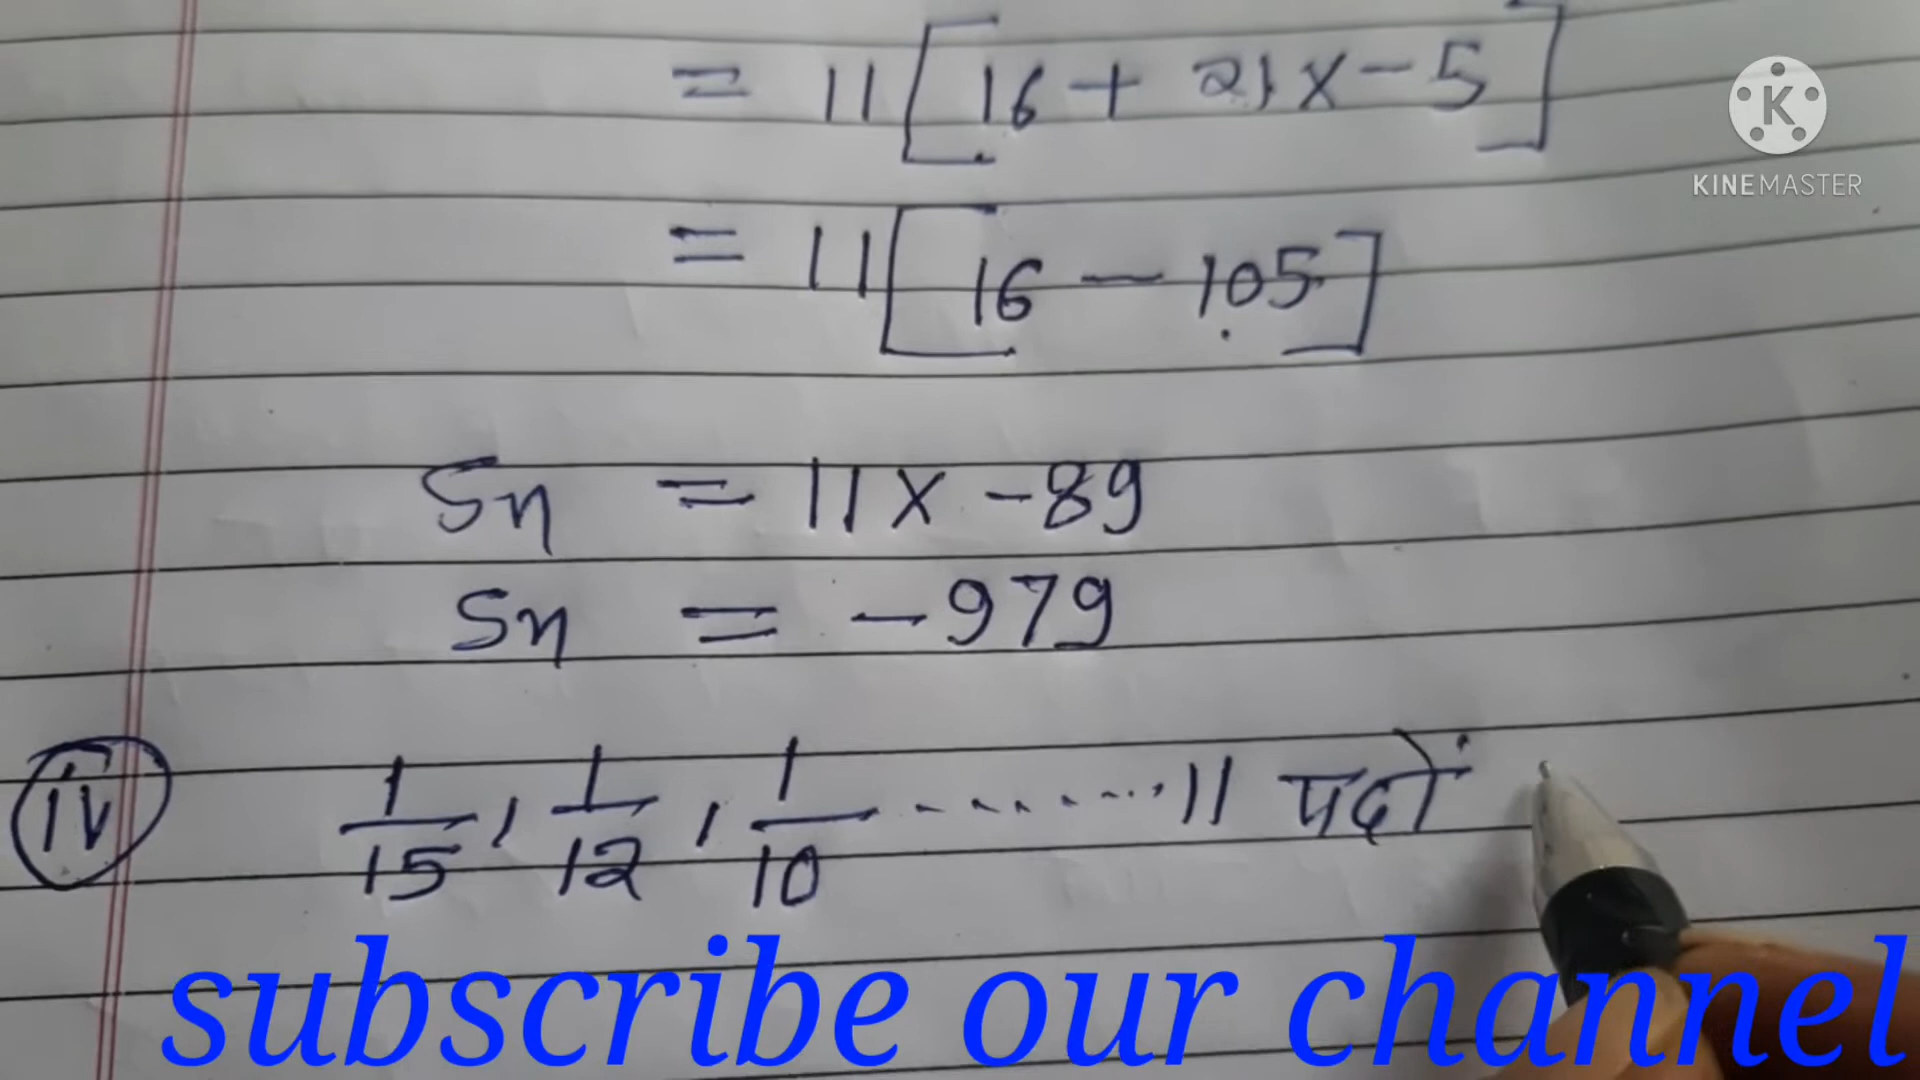 = 11 [ 16 + 21 x - 5 ]
KINEMASTER
= 11 [ 16 - 105 ]
Sn = 11 x - 89
Sn = - 979
iv 1/15 , 1/12 , 1/10 ........ 11 पदों
subscribe our channel